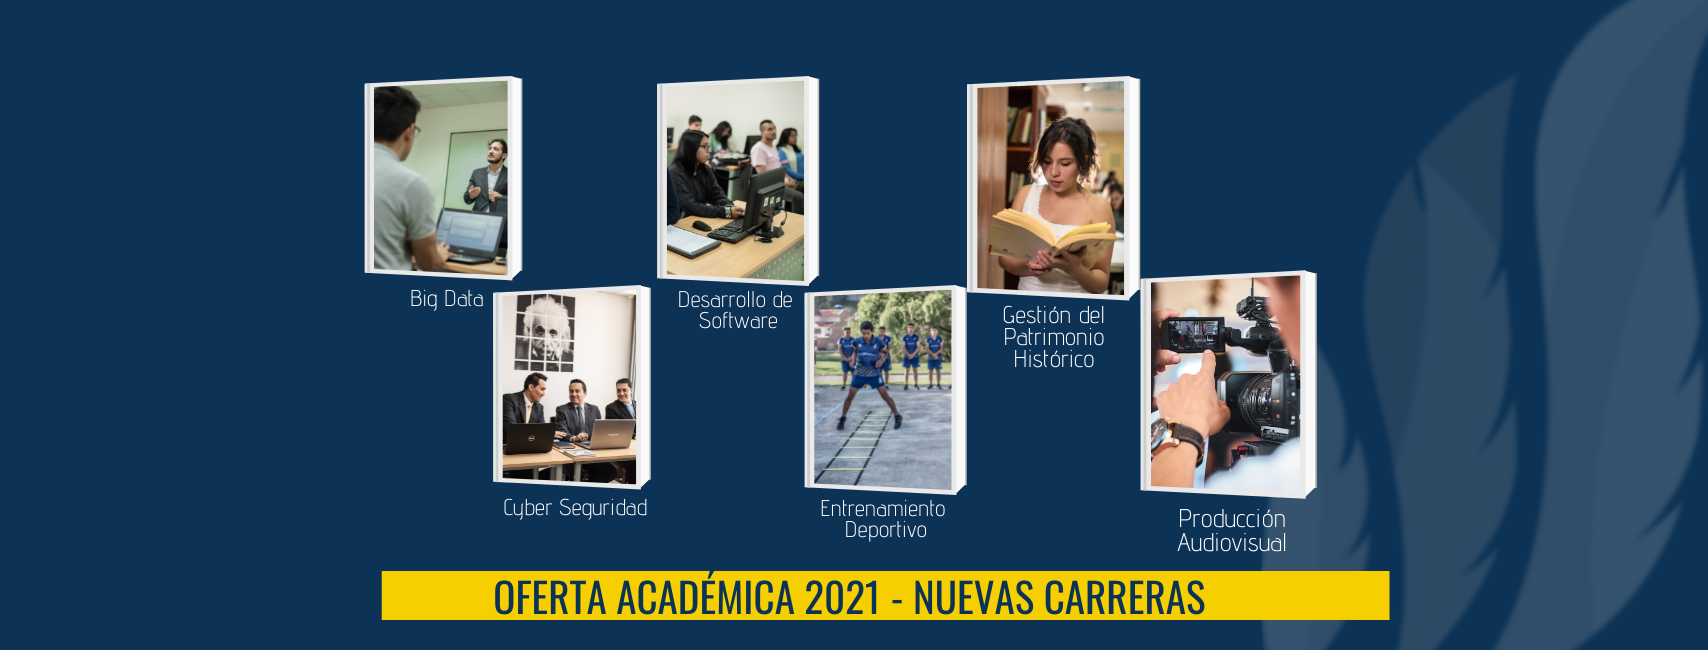 Big Data
Desarrollo de
Software
Gestión del
Patrimonio
Histórico
Cyber Seguridad
Entrenamiento
Deportivo
Producción
Audiovisual
OFERTA ACADÉMICA 2021 - NUEVAS CARRERAS